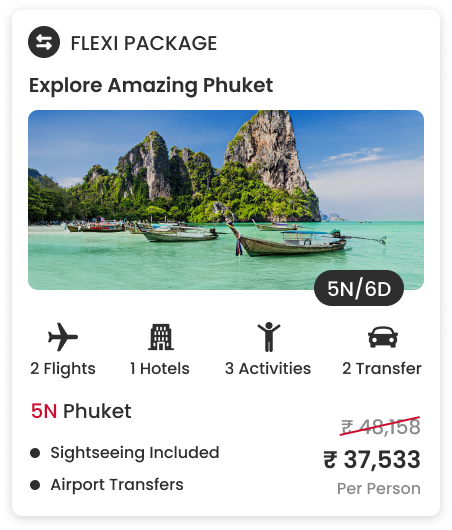 FLEXI PACKAGE
Explore Amazing Phuket
5N/6D
2 Flights 1 Hotels 3 Activities 2 Transfer
5N Phuket
₹ 48,158
Sightseeing Included
₹ 37,533
Airport Transfers
Per Person